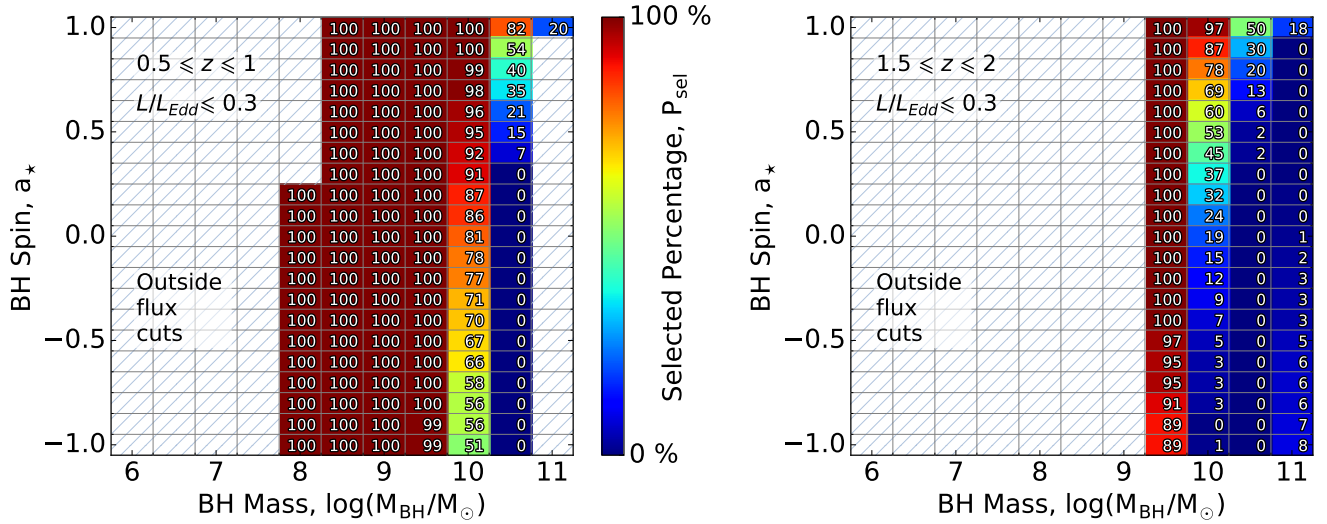 1.0 100 100 100 100 82 20
100 100 100 100 54
0.5 ⩽ z ⩽ 1 100 100 100 99 40
100 100 100 98 35
L/L_Edd ⩽ 0.3 100 100 100 96 21
0.5 100 100 100 95 15
100 100 100 92 7
100 100 100 91 0
100 100 100 100 87 0
100 100 100 100 86 0
0.0 100 100 100 100 81 0
100 100 100 100 78 0
Outside 100 100 100 100 77 0
flux 100 100 100 100 71 0
cuts 100 100 100 100 70 0
−0.5 100 100 100 100 67 0
100 100 100 100 66 0
100 100 100 100 58 0
100 100 100 100 56 0
100 100 100 99 56 0
−1.0 100 100 100 99 51 0
6 7 8 9 10 11
BH Mass, log(M_BH/M_⊙)
BH Spin, a_⋆
100 %
Selected Percentage, P_sel
0 %
1.0 100 97 50 18
100 87 30 0
1.5 ⩽ z ⩽ 2 100 78 20 0
100 69 13 0
L/L_Edd ⩽ 0.3 100 60 6 0
0.5 100 53 2 0
100 45 2 0
100 37 0 0
100 32 0 0
100 24 0 0
0.0 100 19 0 1
100 15 0 2
Outside 100 12 0 3
flux 100 9 0 3
cuts 100 7 0 3
−0.5 97 5 0 5
95 3 0 6
95 3 0 6
91 3 0 6
89 0 0 7
−1.0 89 1 0 8
6 7 8 9 10 11
BH Mass, log(M_BH/M_⊙)
BH Spin, a_⋆